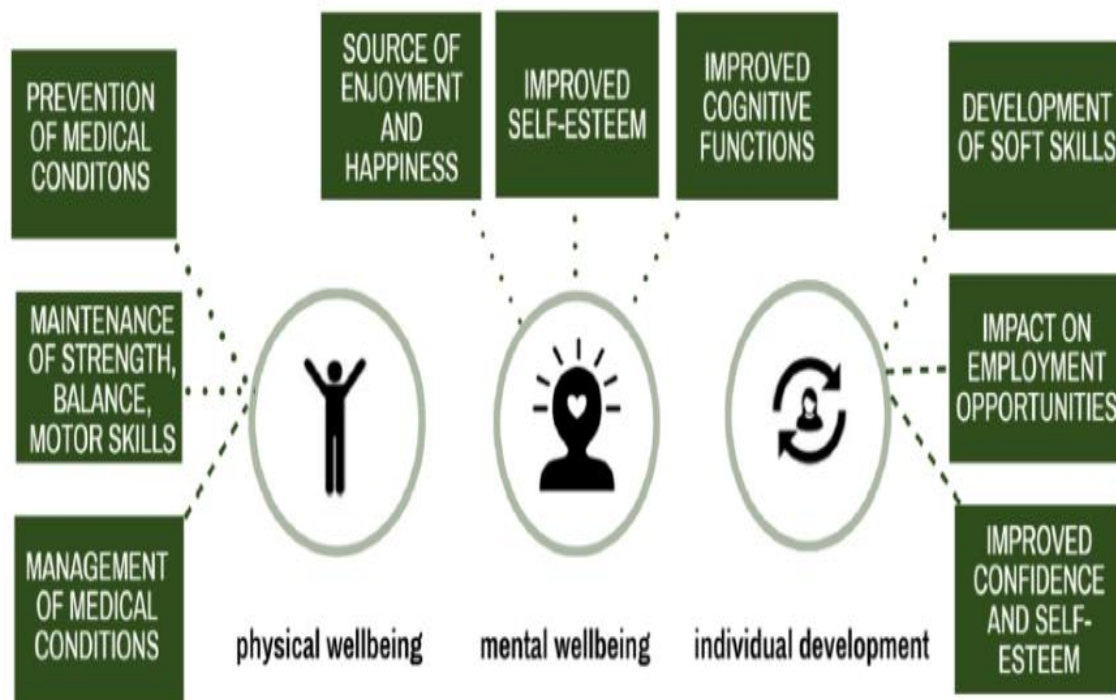 PREVENTION
OF MEDICAL
CONDITONS
MAINTENANCE
OF STRENGTH,
BALANCE,
MOTOR SKILLS
MANAGEMENT
OF MEDICAL
CONDITIONS
SOURCE OF
ENJOYMENT
AND
HAPPINESS
IMPROVED
SELF-ESTEEM
IMPROVED
COGNITIVE
FUNCTIONS
DEVELOPMENT
OF SOFT SKILLS
IMPACT ON
EMPLOYMENT
OPPORTUNITIES
IMPROVED
CONFIDENCE
AND SELF-
ESTEEM
physical wellbeing
mental wellbeing
individual development